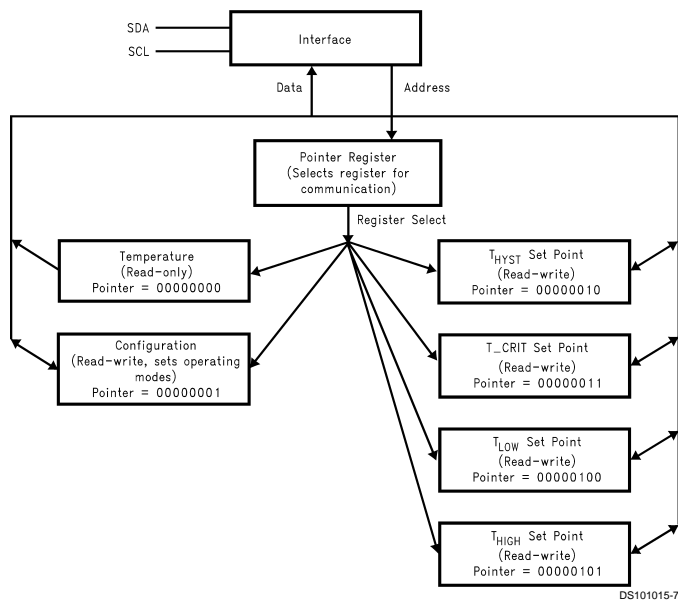 SDA
SCL
Interface
Data
Address
Pointer Register
(Selects register for
communication)
Register Select
Temperature
(Read-only)
Pointer = 00000000
Configuration
(Read-write, sets operating
modes)
Pointer = 00000001
THYST Set Point
(Read-write)
Pointer = 00000010
T_CRIT Set Point
(Read-write)
Pointer = 00000011
TLOW Set Point
(Read-write)
Pointer = 00000100
THIGH Set Point
(Read-write)
Pointer = 00000101
DS101015-7